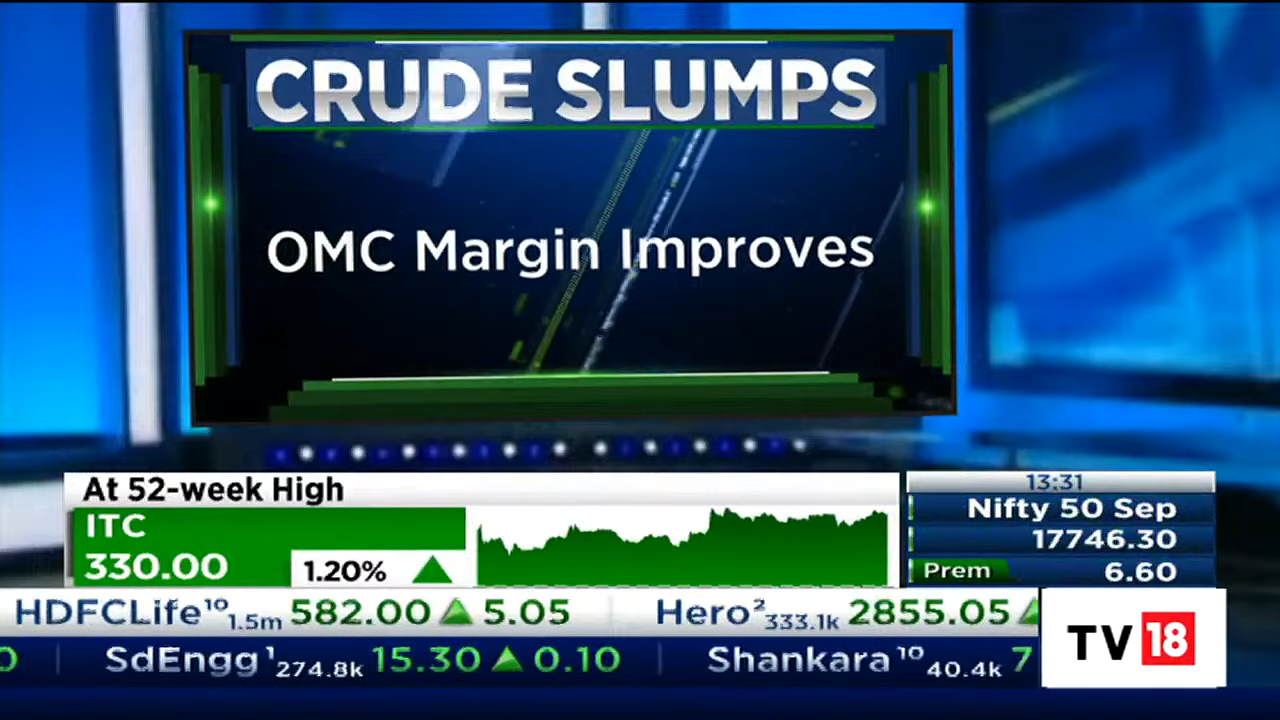 CRUDE SLUMPS
OMC Margin Improves
At 52-week High
ITC
330.00 1.20%
13:31
Nifty 50 Sep
17746.30
Prem 6.60
HDFCLife 10 1.5m 582.00 ▲ 5.05 Hero 2 333.1k 2855.05
0 SdEngg 1 274.8k 15.30 ▲ 0.10 Shankara 10 40.4k 7
TV18